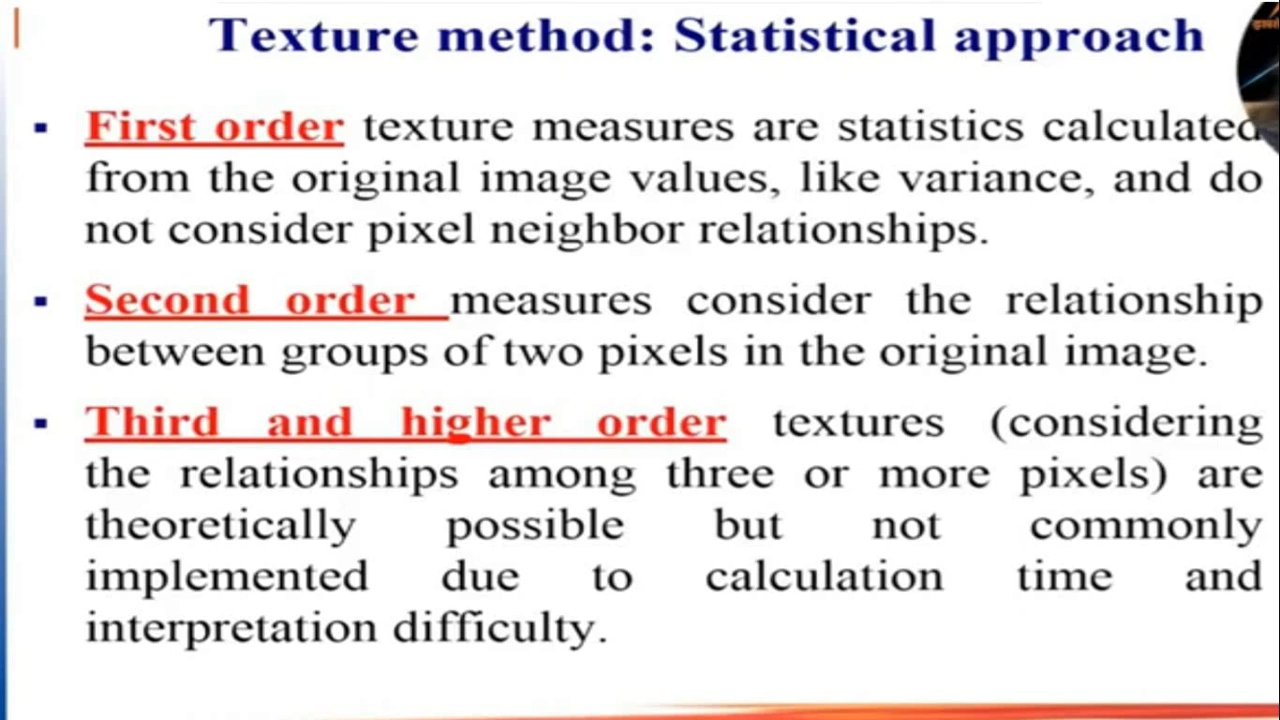 Texture method: Statistical approach
▪ First order texture measures are statistics calculated
from the original image values, like variance, and do
not consider pixel neighbor relationships.
▪ Second order measures consider the relationship
between groups of two pixels in the original image.
▪ Third and higher order textures (considering
the relationships among three or more pixels) are
theoretically possible but not commonly
implemented due to calculation time and
interpretation difficulty.